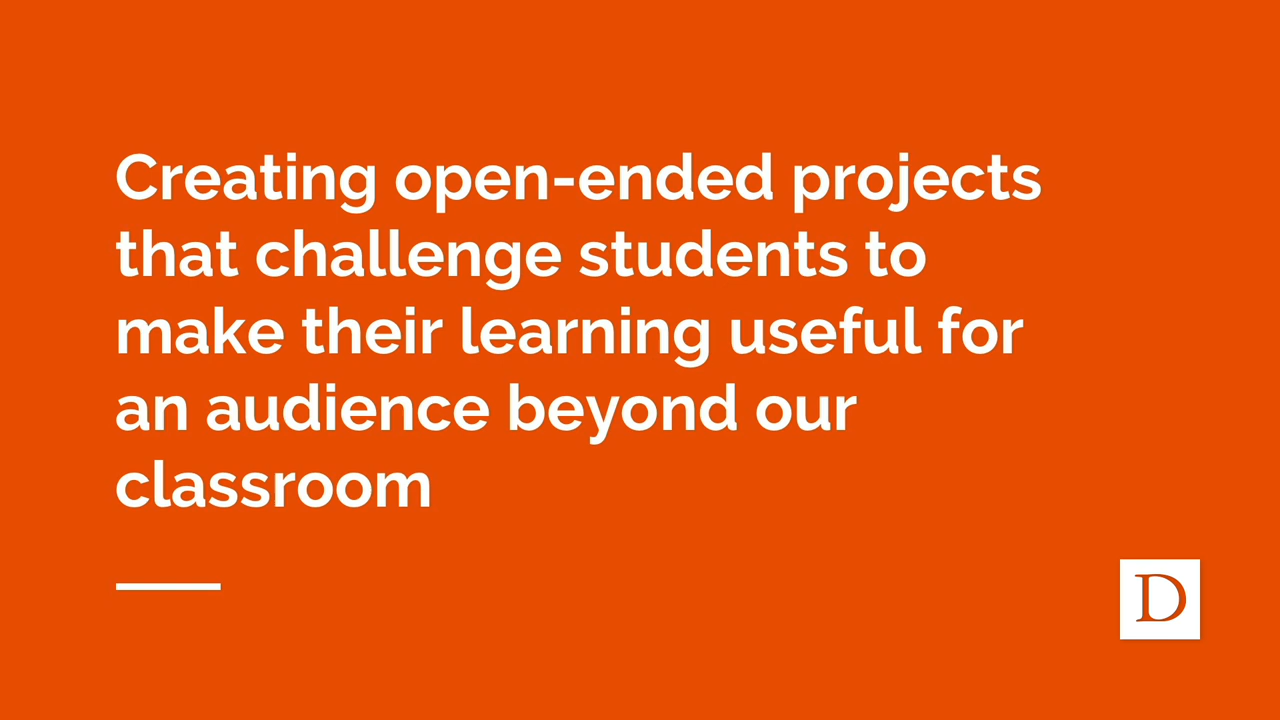 Creating open-ended projects
that challenge students to
make their learning useful for
an audience beyond our
classroom
D